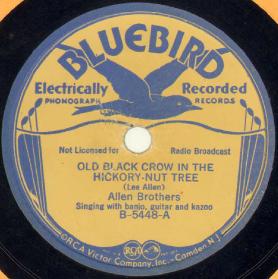 BLUEBIRD
Electrically Recorded
PHONOGRAPH RECORDS
Not Licensed for Radio Broadcast
OLD BLACK CROW IN THE
HICKORY-NUT TREE
(Lee Allen)
Allen Brothers'
Singing with banjo, guitar and kazoo
B-5448-A
RCA
RCA Victor Company, Inc. Camden, N.J.